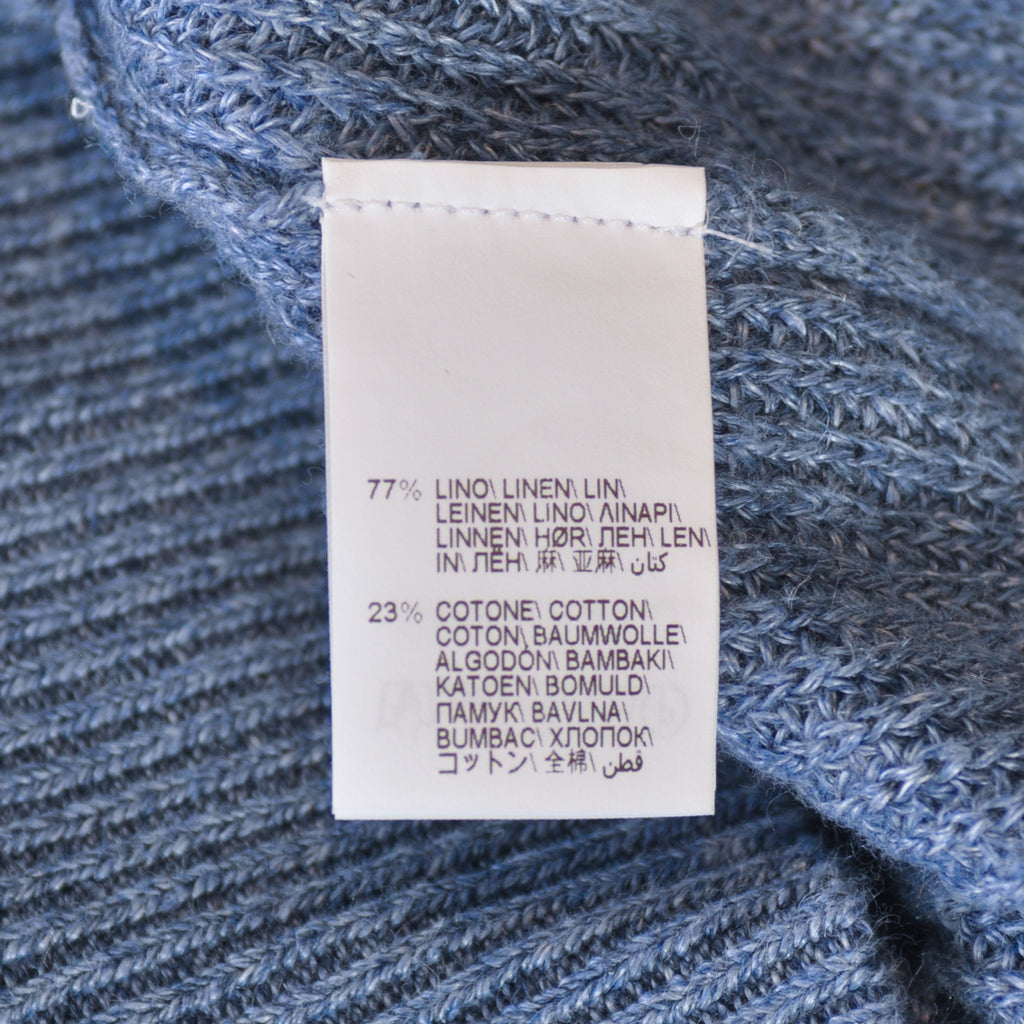 77% LINO\ LINEN\ LIN\
LEINEN\ LINO\ ΛΙΝΑΡΙ\
LINNEN\ HØR\ ЛЕН\ LEN\
IN\ ЛЁН\ 麻\ 亚麻\ كتان
23% COTONE\ COTTON\
COTON\ BAUMWOLLE\
ALGODÓN\ BAMBAKI\
KATOEN\ BOMULD\
ПАМУК\ BAVLNA\
BUMBAC\ ХЛОПОК\
コットン\ 全棉\ قطن